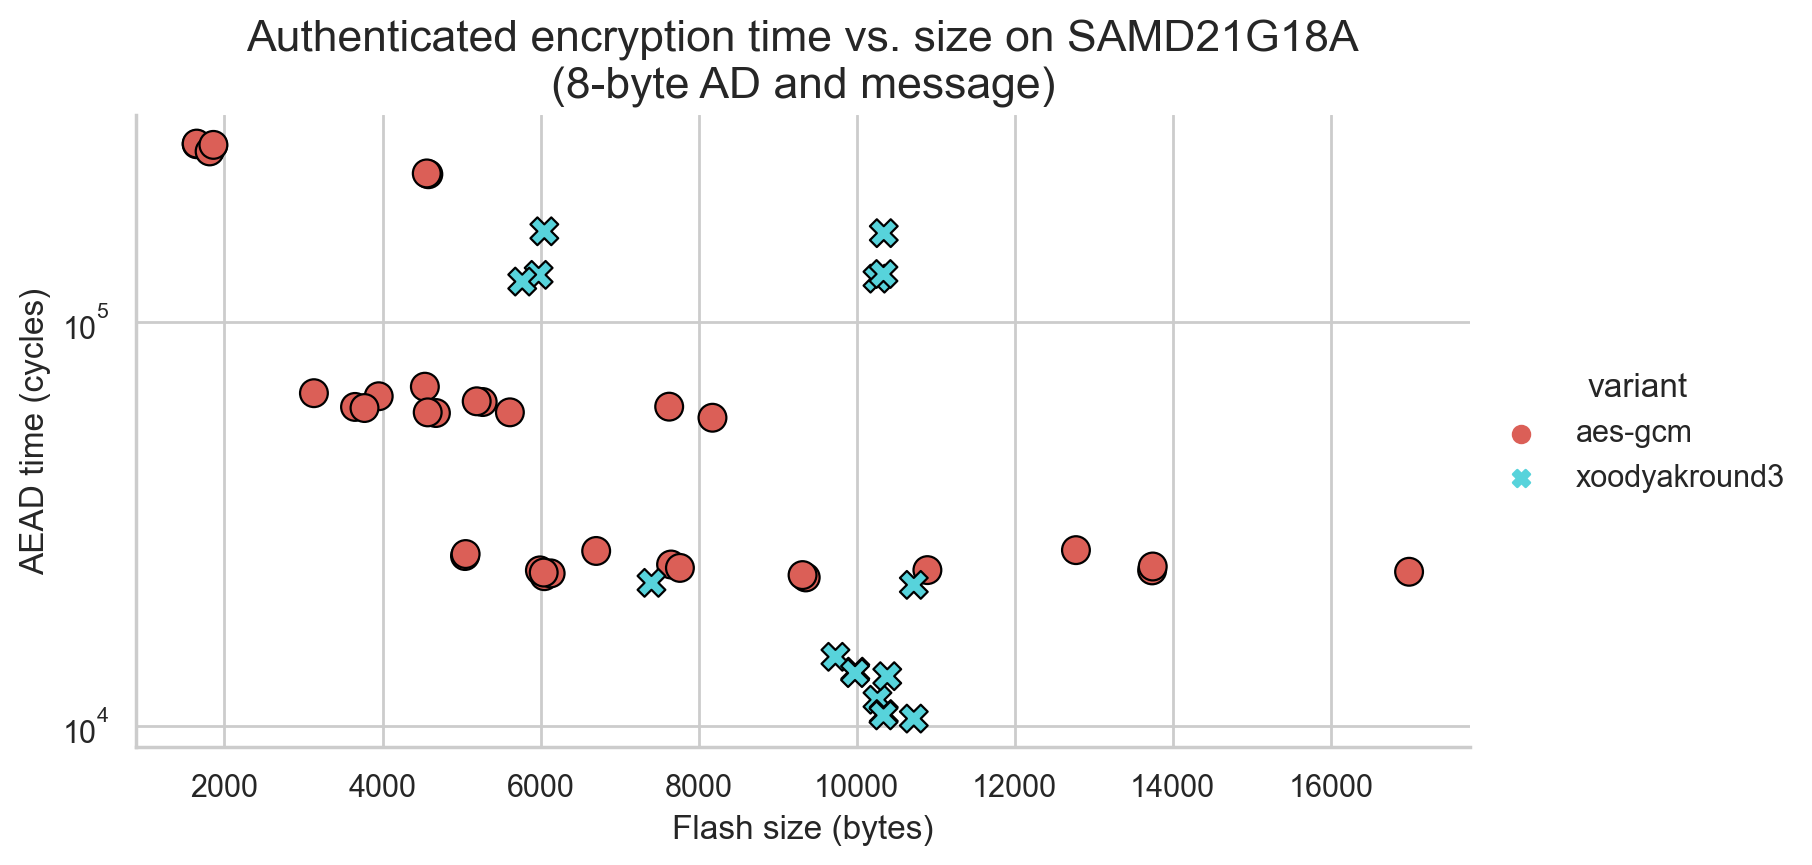 Authenticated encryption time vs. size on SAMD21G18A
(8-byte AD and message)
AEAD time (cycles)
10^5
10^4
2000 4000 6000 8000 10000 12000 14000 16000
Flash size (bytes)
variant
aes-gcm
xoodyakround3